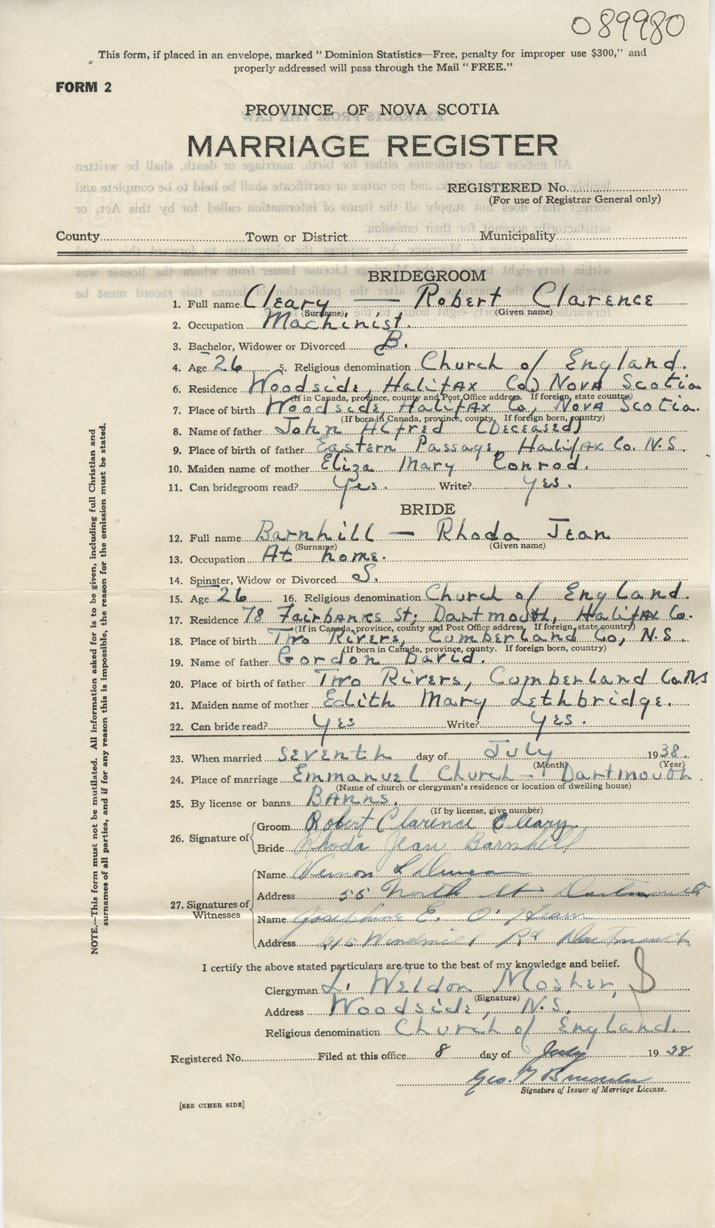 089980
This form, if placed in an envelope, marked "Dominion Statistics—Free, penalty for improper use $300," and
properly addressed will pass through the Mail "FREE."
FORM 2
PROVINCE OF NOVA SCOTIA
MARRIAGE REGISTER
REGISTERED No.
(For use of Registrar General only)
County Town or District Municipality
BRIDEGROOM
1. Full name Cleary — Robert Clarence
(Surname) (Given name)
2. Occupation Machinist.
3. Bachelor, Widower or Divorced B.
4. Age 26 5. Religious denomination Church of England.
6. Residence Woodside, Halifax Co, Nova Scotia
(If in Canada, province, county and Post Office address. If foreign, state country)
7. Place of birth Woodside, Halifax Co, Nova Scotia.
(If born in Canada, province, county. If foreign born, country)
8. Name of father John Alfred (Deceased)
9. Place of birth of father Eastern Passage, Halifax Co. N.S.
10. Maiden name of mother Eliza Mary Conrod.
11. Can bridegroom read? Yes. Write? Yes.
BRIDE
12. Full name Barnhill — Rhoda Jean
(Surname) (Given name)
13. Occupation At home.
14. Spinster, Widow or Divorced S.
15. Age 26 16. Religious denomination Church of England.
17. Residence 78 Fairbanks St; Dartmouth, Halifax Co.
(If in Canada, province, county and Post Office address. If foreign, state country)
18. Place of birth Two Rivers, Cumberland Co, N.S.
(If born in Canada, province, county. If foreign born, country)
19. Name of father Gordon David.
20. Place of birth of father Two Rivers, Cumberland Co. N.S
21. Maiden name of mother Edith Mary Lethbridge.
22. Can bride read? Yes Write? Yes.
23. When married seventh day of July 1938.
(Month) (Year)
24. Place of marriage Emmanuel Church - Dartmouth.
(Name of church or clergyman's residence or location of dwelling house)
25. By license or banns Banns.
(If by license, give number)
26. Signature of
Groom Robert Clarence Cleary.
Bride Rhoda Jean Barnhill
27. Signatures of Witnesses
Name Vernon
Address 55 North St Dartmouth
Name Josephine E. O'Hearn
Address Windmill Rd Dartmouth
I certify the above stated particulars are true to the best of my knowledge and belief.
Clergyman L. Weldon Mosher,
(Signature)
Address Woodside, N.S.
Religious denomination Church of England.
Registered No. Filed at this office 8 day of July 1938
Geo.
Signature of Issuer of Marriage License.
[SEE OTHER SIDE]
NOTE.—This form must not be mutilated. All information asked for is to be given, including full Christian and
surnames of all parties, and if for any reason this is impossible, the reason for the omission must be stated.